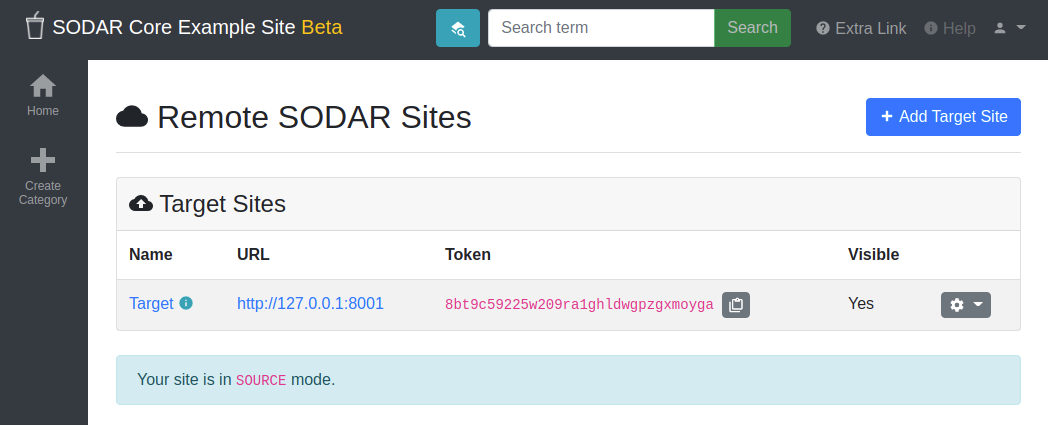 SODAR Core Example Site Beta
Search term
Search
Extra Link
Help
Home
Create
Category
Remote SODAR Sites
Add Target Site
Target Sites
Name URL Token Visible
Target http://127.0.0.1:8001 8bt9c59225w209ra1ghldwgpzgxmoyga Yes
Your site is in SOURCE mode.